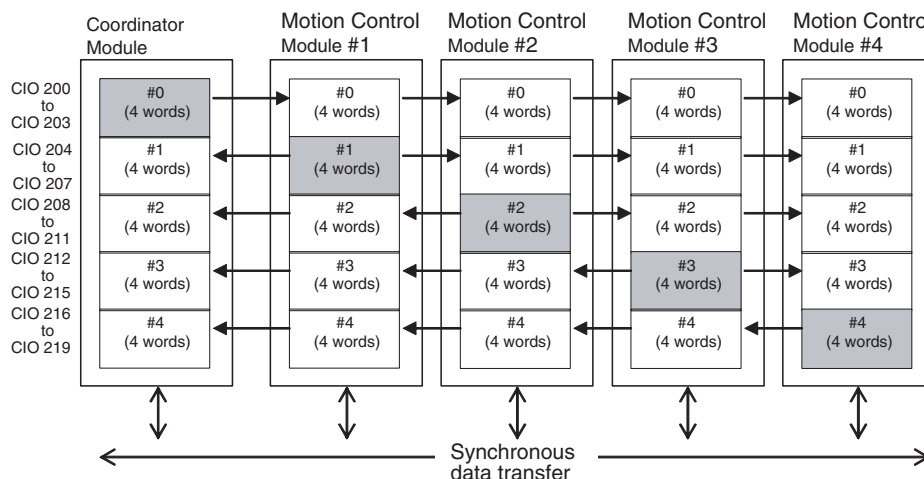 Coordinator
Module
Motion Control
Module #1
Motion Control
Module #2
Motion Control
Module #3
Motion Control
Module #4
CIO 200
to
CIO 203
#0
(4 words)
#0
(4 words)
#0
(4 words)
#0
(4 words)
#0
(4 words)
CIO 204
to
CIO 207
#1
(4 words)
#1
(4 words)
#1
(4 words)
#1
(4 words)
#1
(4 words)
CIO 208
to
CIO 211
#2
(4 words)
#2
(4 words)
#2
(4 words)
#2
(4 words)
#2
(4 words)
CIO 212
to
CIO 215
#3
(4 words)
#3
(4 words)
#3
(4 words)
#3
(4 words)
#3
(4 words)
CIO 216
to
CIO 219
#4
(4 words)
#4
(4 words)
#4
(4 words)
#4
(4 words)
#4
(4 words)
Synchronous
data transfer